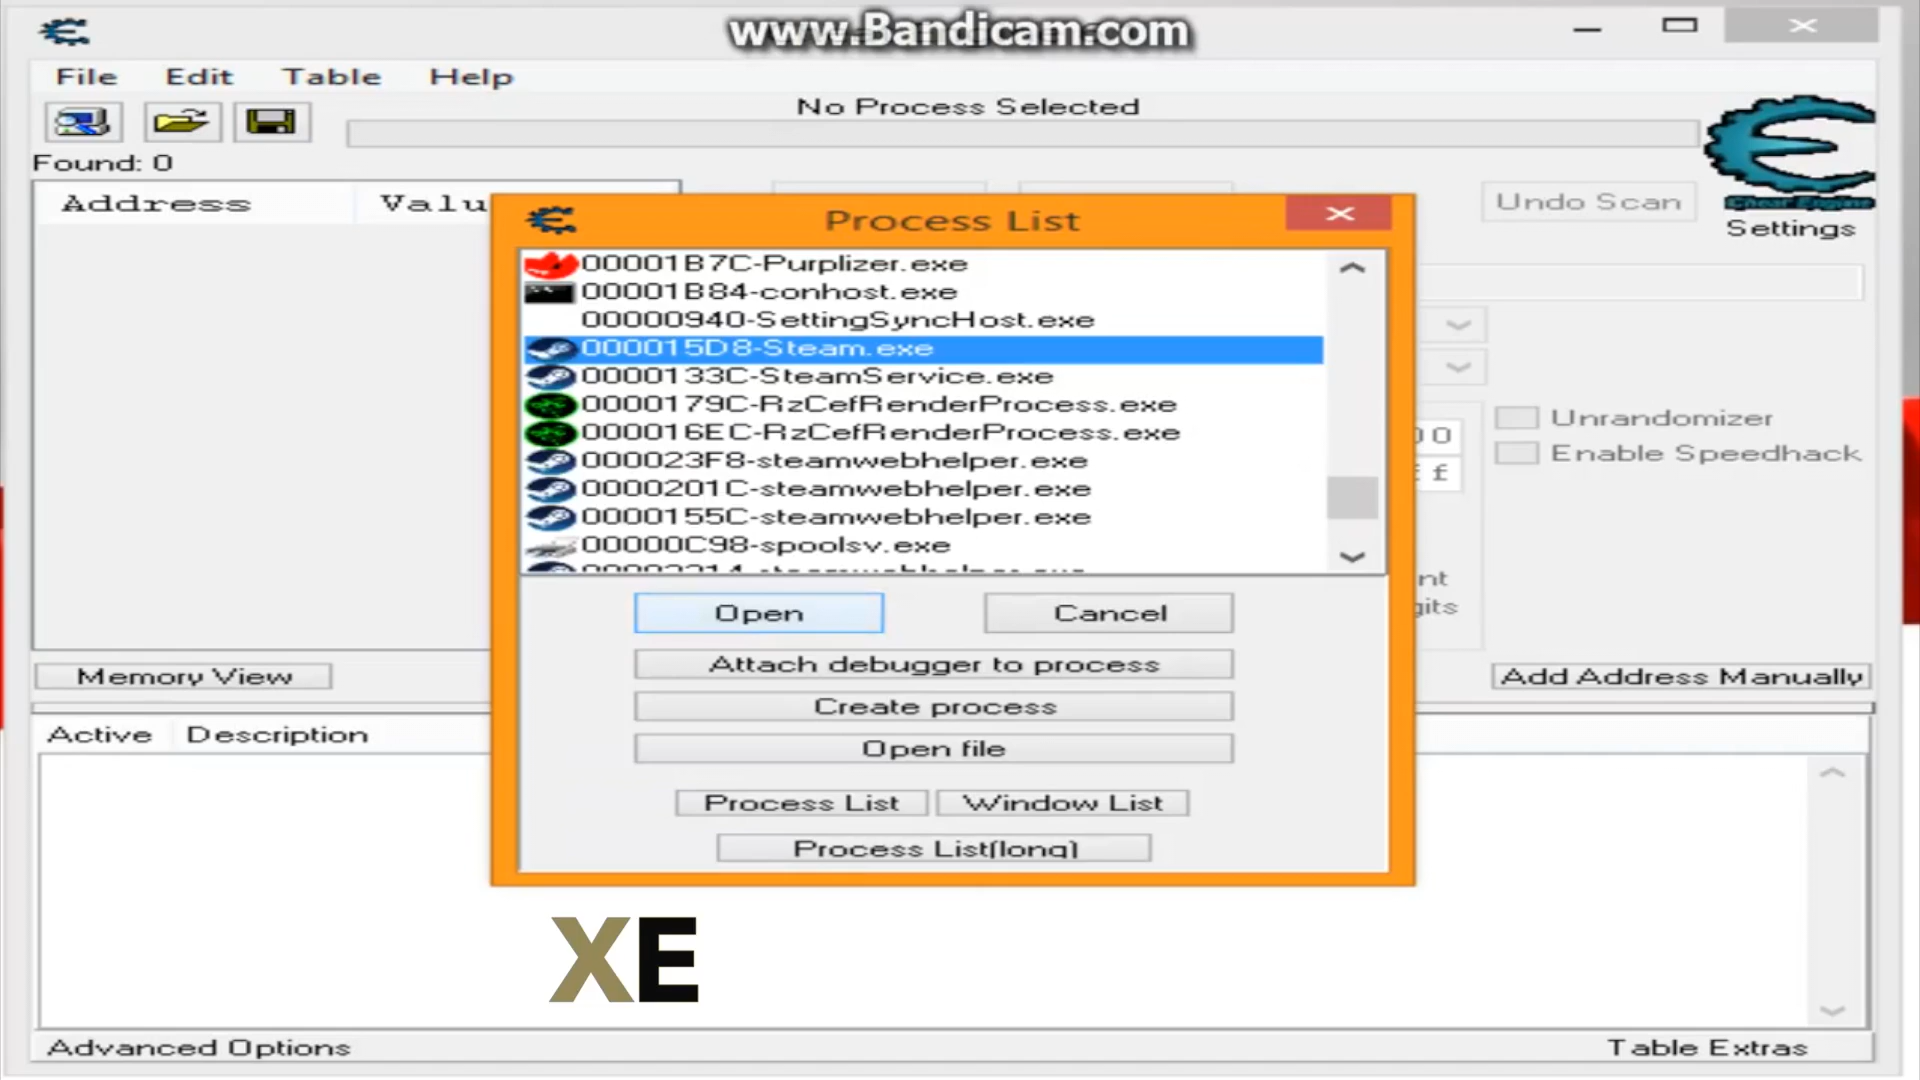 www.Bandicam.com
File Edit Table Help
No Process Selected
Found: 0
Address Valu
Undo Scan
Cheat Engine
Settings
Process List
00001B7C-Purplizer.exe
00001B84-conhost.exe
00000940-SettingSyncHost.exe
000015D8-Steam.exe
0000133C-SteamService.exe
0000179C-RzCefRenderProcess.exe
000016EC-RzCefRenderProcess.exe
000023F8-steamwebhelper.exe
0000201C-steamwebhelper.exe
0000155C-steamwebhelper.exe
00000C98-spoolsv.exe
Unrandomizer
Enable Speedhack
Open Cancel
Attach debugger to process
Create process
Open file
Process List Window List
Process List(long)
Memory View
Add Address Manually
Active Description
XE
Advanced Options Table Extras